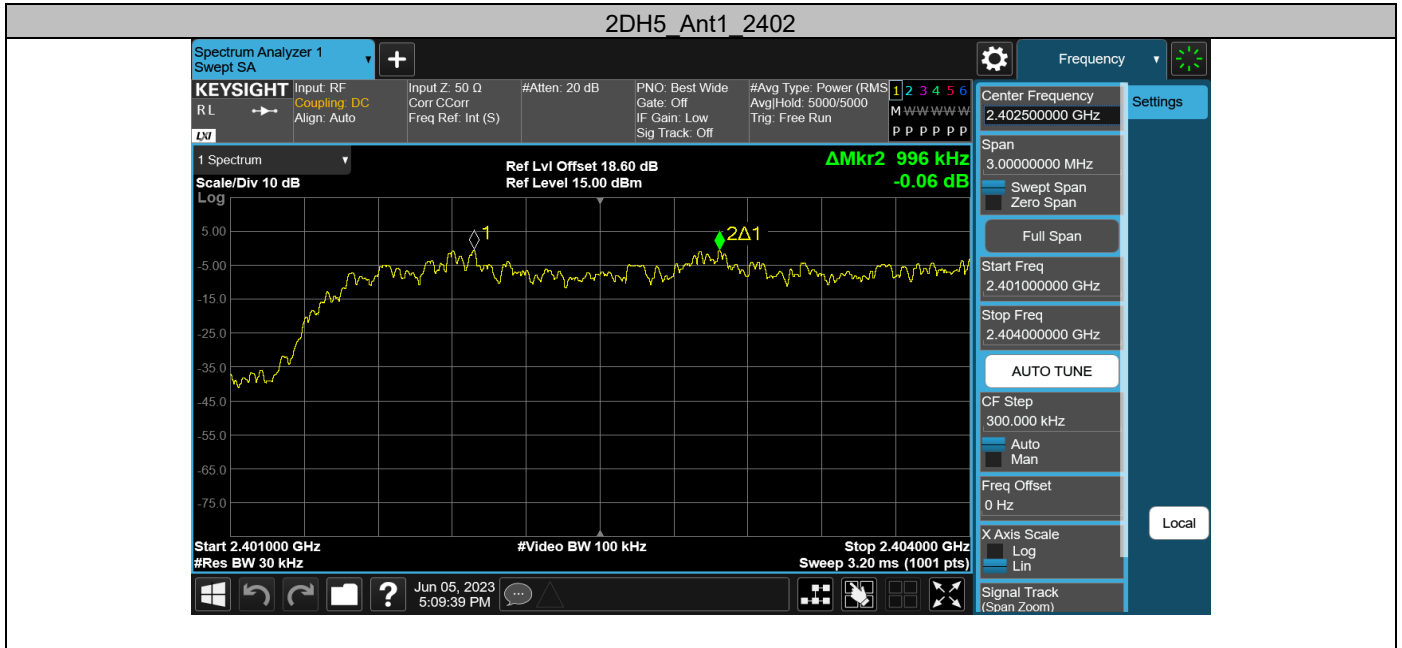 2DH5_Ant1_2402
Spectrum Analyzer 1
Swept SA
+
Frequency
KEYSIGHT
RL
LXI
Input: RF
Coupling: DC
Align: Auto
Input Z: 50 Ω
Corr CCorr
Freq Ref: Int (S)
#Atten: 20 dB
PNO: Best Wide
Gate: Off
IF Gain: Low
Sig Track: Off
#Avg Type: Power (RMS
Avg|Hold: 5000/5000
Trig: Free Run
1 2 3 4 5 6
M W W W W W
P P P P P P
1 Spectrum
Scale/Div 10 dB
Log
Ref Lvl Offset 18.60 dB
Ref Level 15.00 dBm
ΔMkr2 996 kHz
-0.06 dB
1
2Δ1
5.00
-5.00
-15.0
-25.0
-35.0
-45.0
-55.0
-65.0
-75.0
Start 2.401000 GHz
#Res BW 30 kHz
#Video BW 100 kHz
Stop 2.404000 GHz
Sweep 3.20 ms (1001 pts)
?
Jun 05, 2023
5:09:39 PM
Center Frequency
2.402500000 GHz
Span
3.00000000 MHz
Swept Span
Zero Span
Full Span
Start Freq
2.401000000 GHz
Stop Freq
2.404000000 GHz
AUTO TUNE
CF Step
300.000 kHz
Auto
Man
Freq Offset
0 Hz
X Axis Scale
Log
Lin
Signal Track
(Span Zoom)
Settings
Local